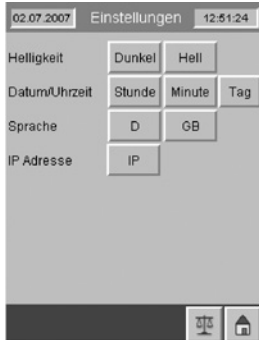 02.07.2007 Einstellungen 12:51:24
Helligkeit Dunkel Hell
Datum/Uhrzeit Stunde Minute Tag
Sprache D GB
IP Adresse IP